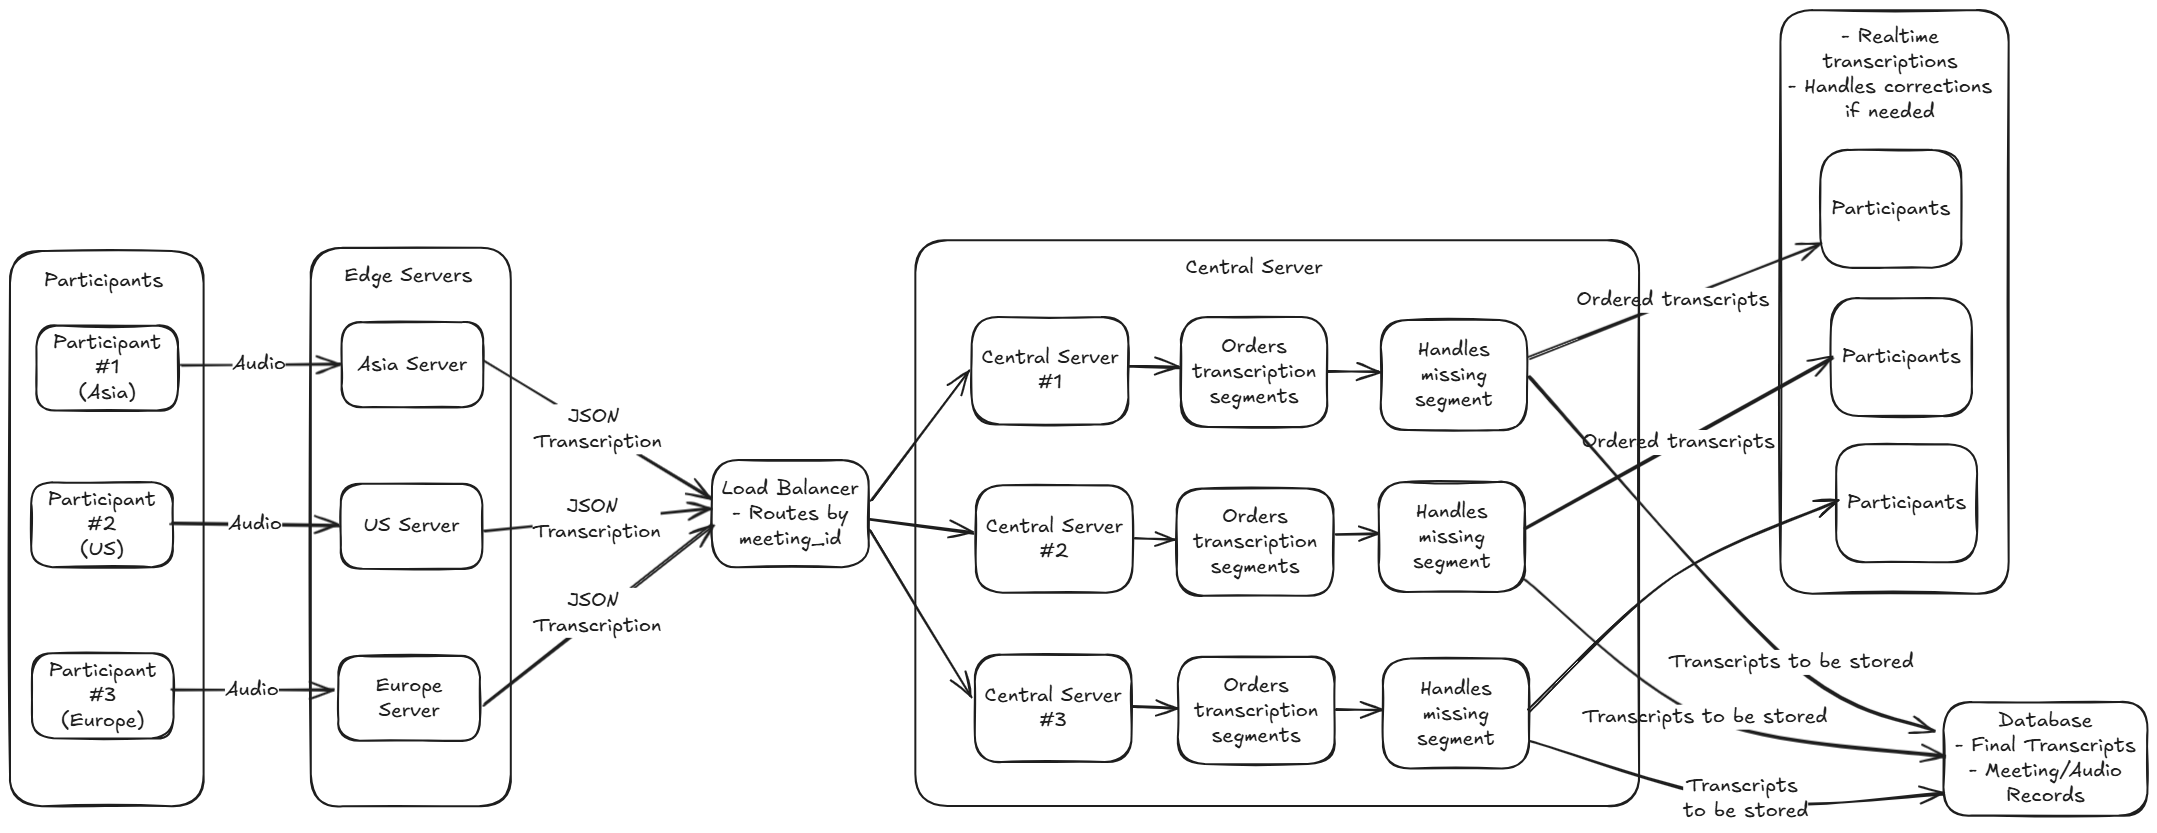 Participants
Participant
#1
(Asia)
Participant
#2
(US)
Participant
#3
(Europe)
Audio
Audio
Audio
Edge Servers
Asia Server
US Server
Europe
Server
JSON
Transcription
JSON
Transcription
JSON
Transcription
Load Balancer
- Routes by
meeting_id
Central Server
Central Server
#1
Orders
transcription
segments
Handles
missing
segment
Central Server
#2
Orders
transcription
segments
Handles
missing
segment
Central Server
#3
Orders
transcription
segments
Handles
missing
segment
Ordered transcripts
Ordered transcripts
- Realtime
transcriptions
- Handles corrections
if needed
Participants
Participants
Participants
Transcripts to be stored
Transcripts to be stored
Transcripts
to be stored
Database
- Final Transcripts
- Meeting/Audio
Records